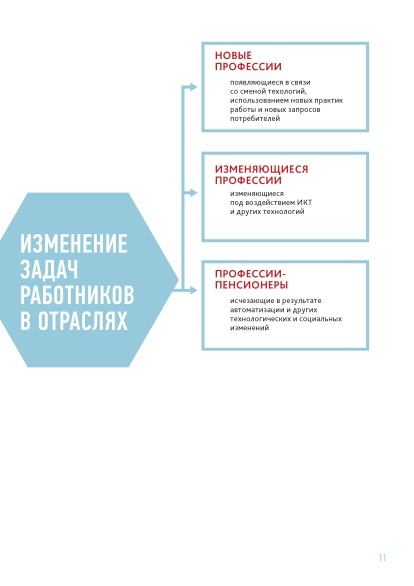 НОВЫЕ
ПРОФЕССИИ
появляющиеся в связи
со сменой техологий,
использованием новых практик
работы и новых запросов
потребителей
ИЗМЕНЯЮЩИЕСЯ
ПРОФЕССИИ
изменяющиеся
под воздействием ИКТ
и других технологий
ИЗМЕНЕНИЕ
ЗАДАЧ
РАБОТНИКОВ
В ОТРАСЛЯХ
ПРОФЕССИИ-
ПЕНСИОНЕРЫ
исчезающие в результате
автоматизации и других
технологических и социальных
изменений
11